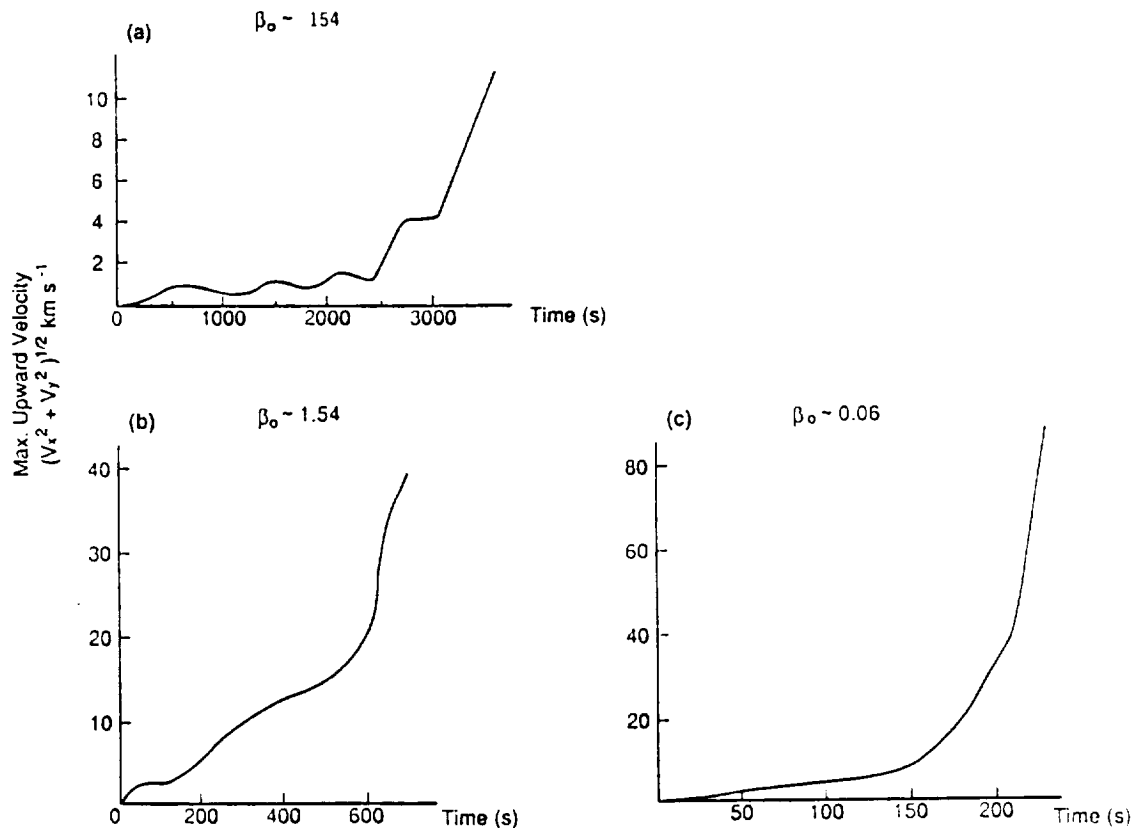 (a) β₀ ~ 154
10
8
6
4
2
0 1000 2000 3000 Time (s)
Max. Upward Velocity
(Vₓ² + Vᵧ²)^1/2 km s⁻¹
(b) β₀ ~ 1.54
40
30
20
10
0 200 400 600 Time (s)
(c) β₀ ~ 0.06
80
60
40
20
50 100 150 200 Time (s)